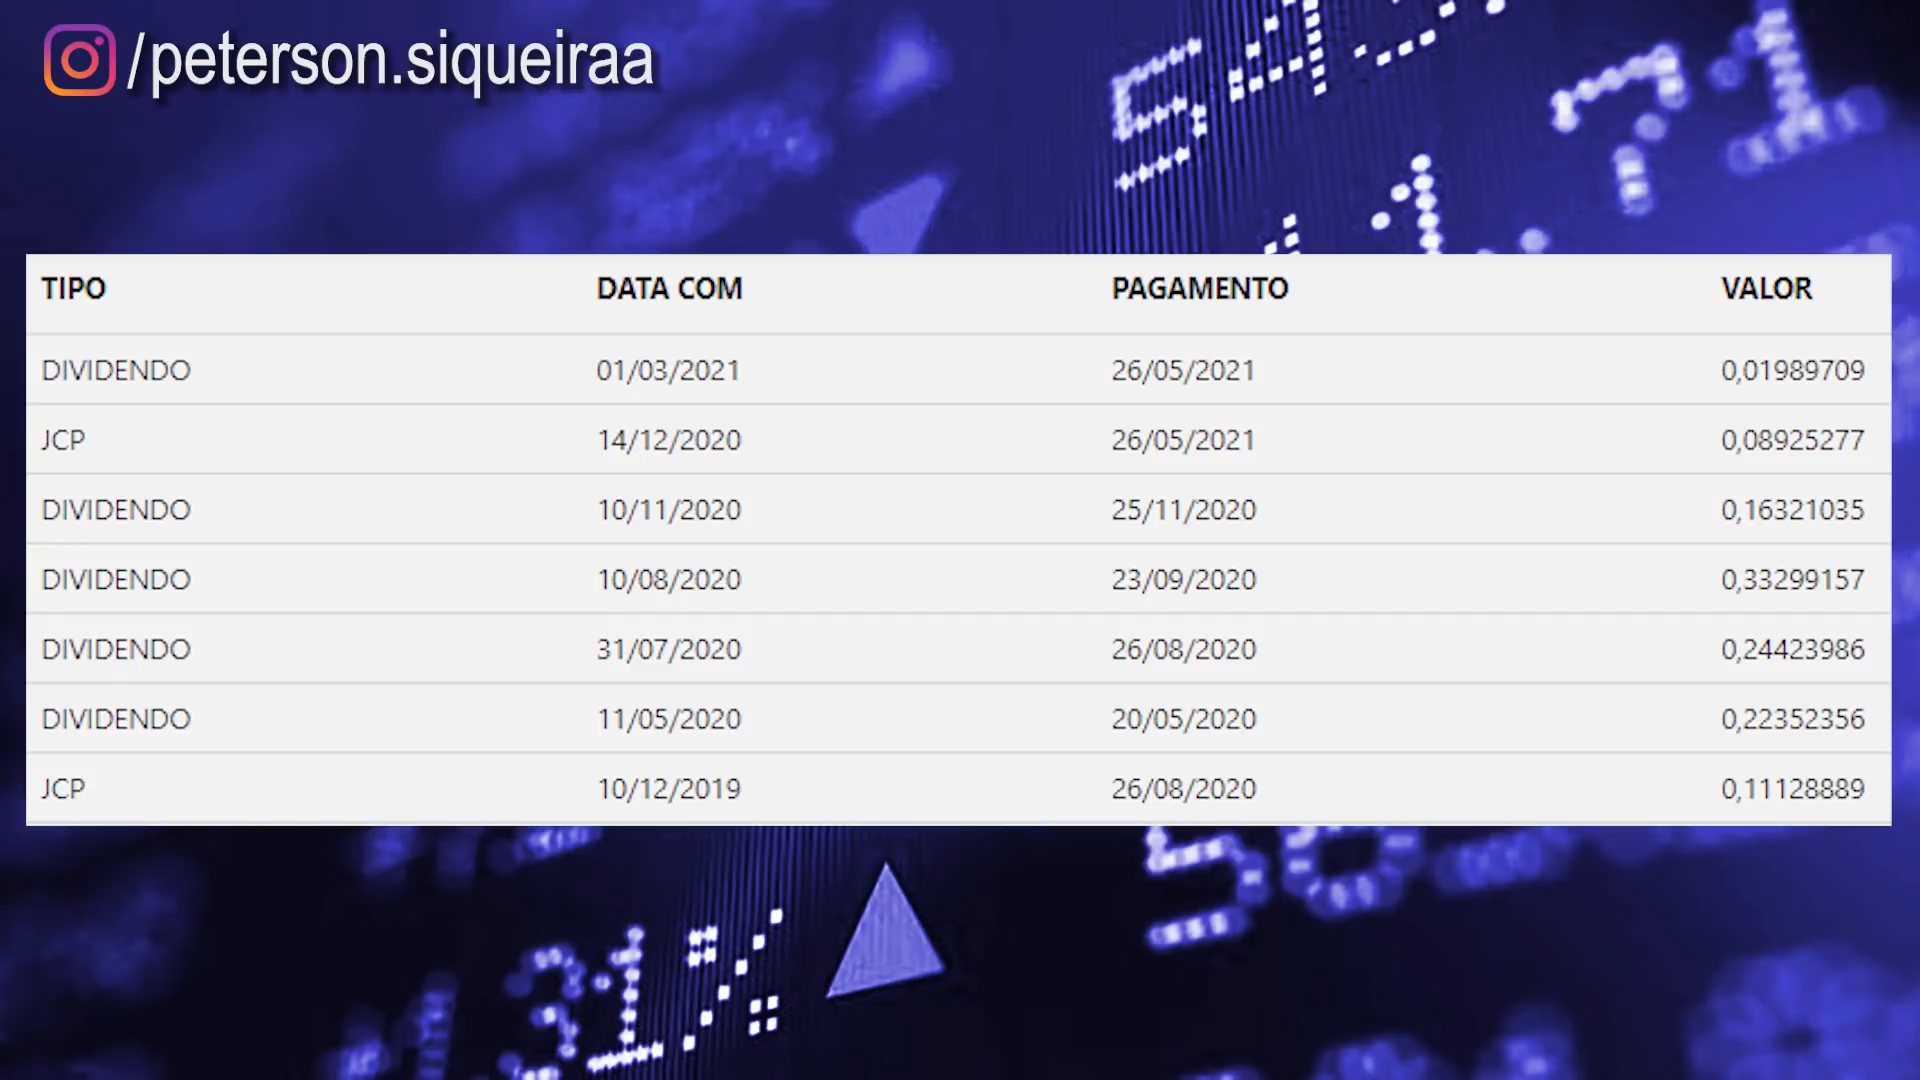 /peterson.siqueiraa
TIPO DATA COM PAGAMENTO VALOR
DIVIDENDO 01/03/2021 26/05/2021 0,01989709
JCP 14/12/2020 26/05/2021 0,08925277
DIVIDENDO 10/11/2020 25/11/2020 0,16321035
DIVIDENDO 10/08/2020 23/09/2020 0,33299157
DIVIDENDO 31/07/2020 26/08/2020 0,24423986
DIVIDENDO 11/05/2020 20/05/2020 0,22352356
JCP 10/12/2019 26/08/2020 0,11128889
31%